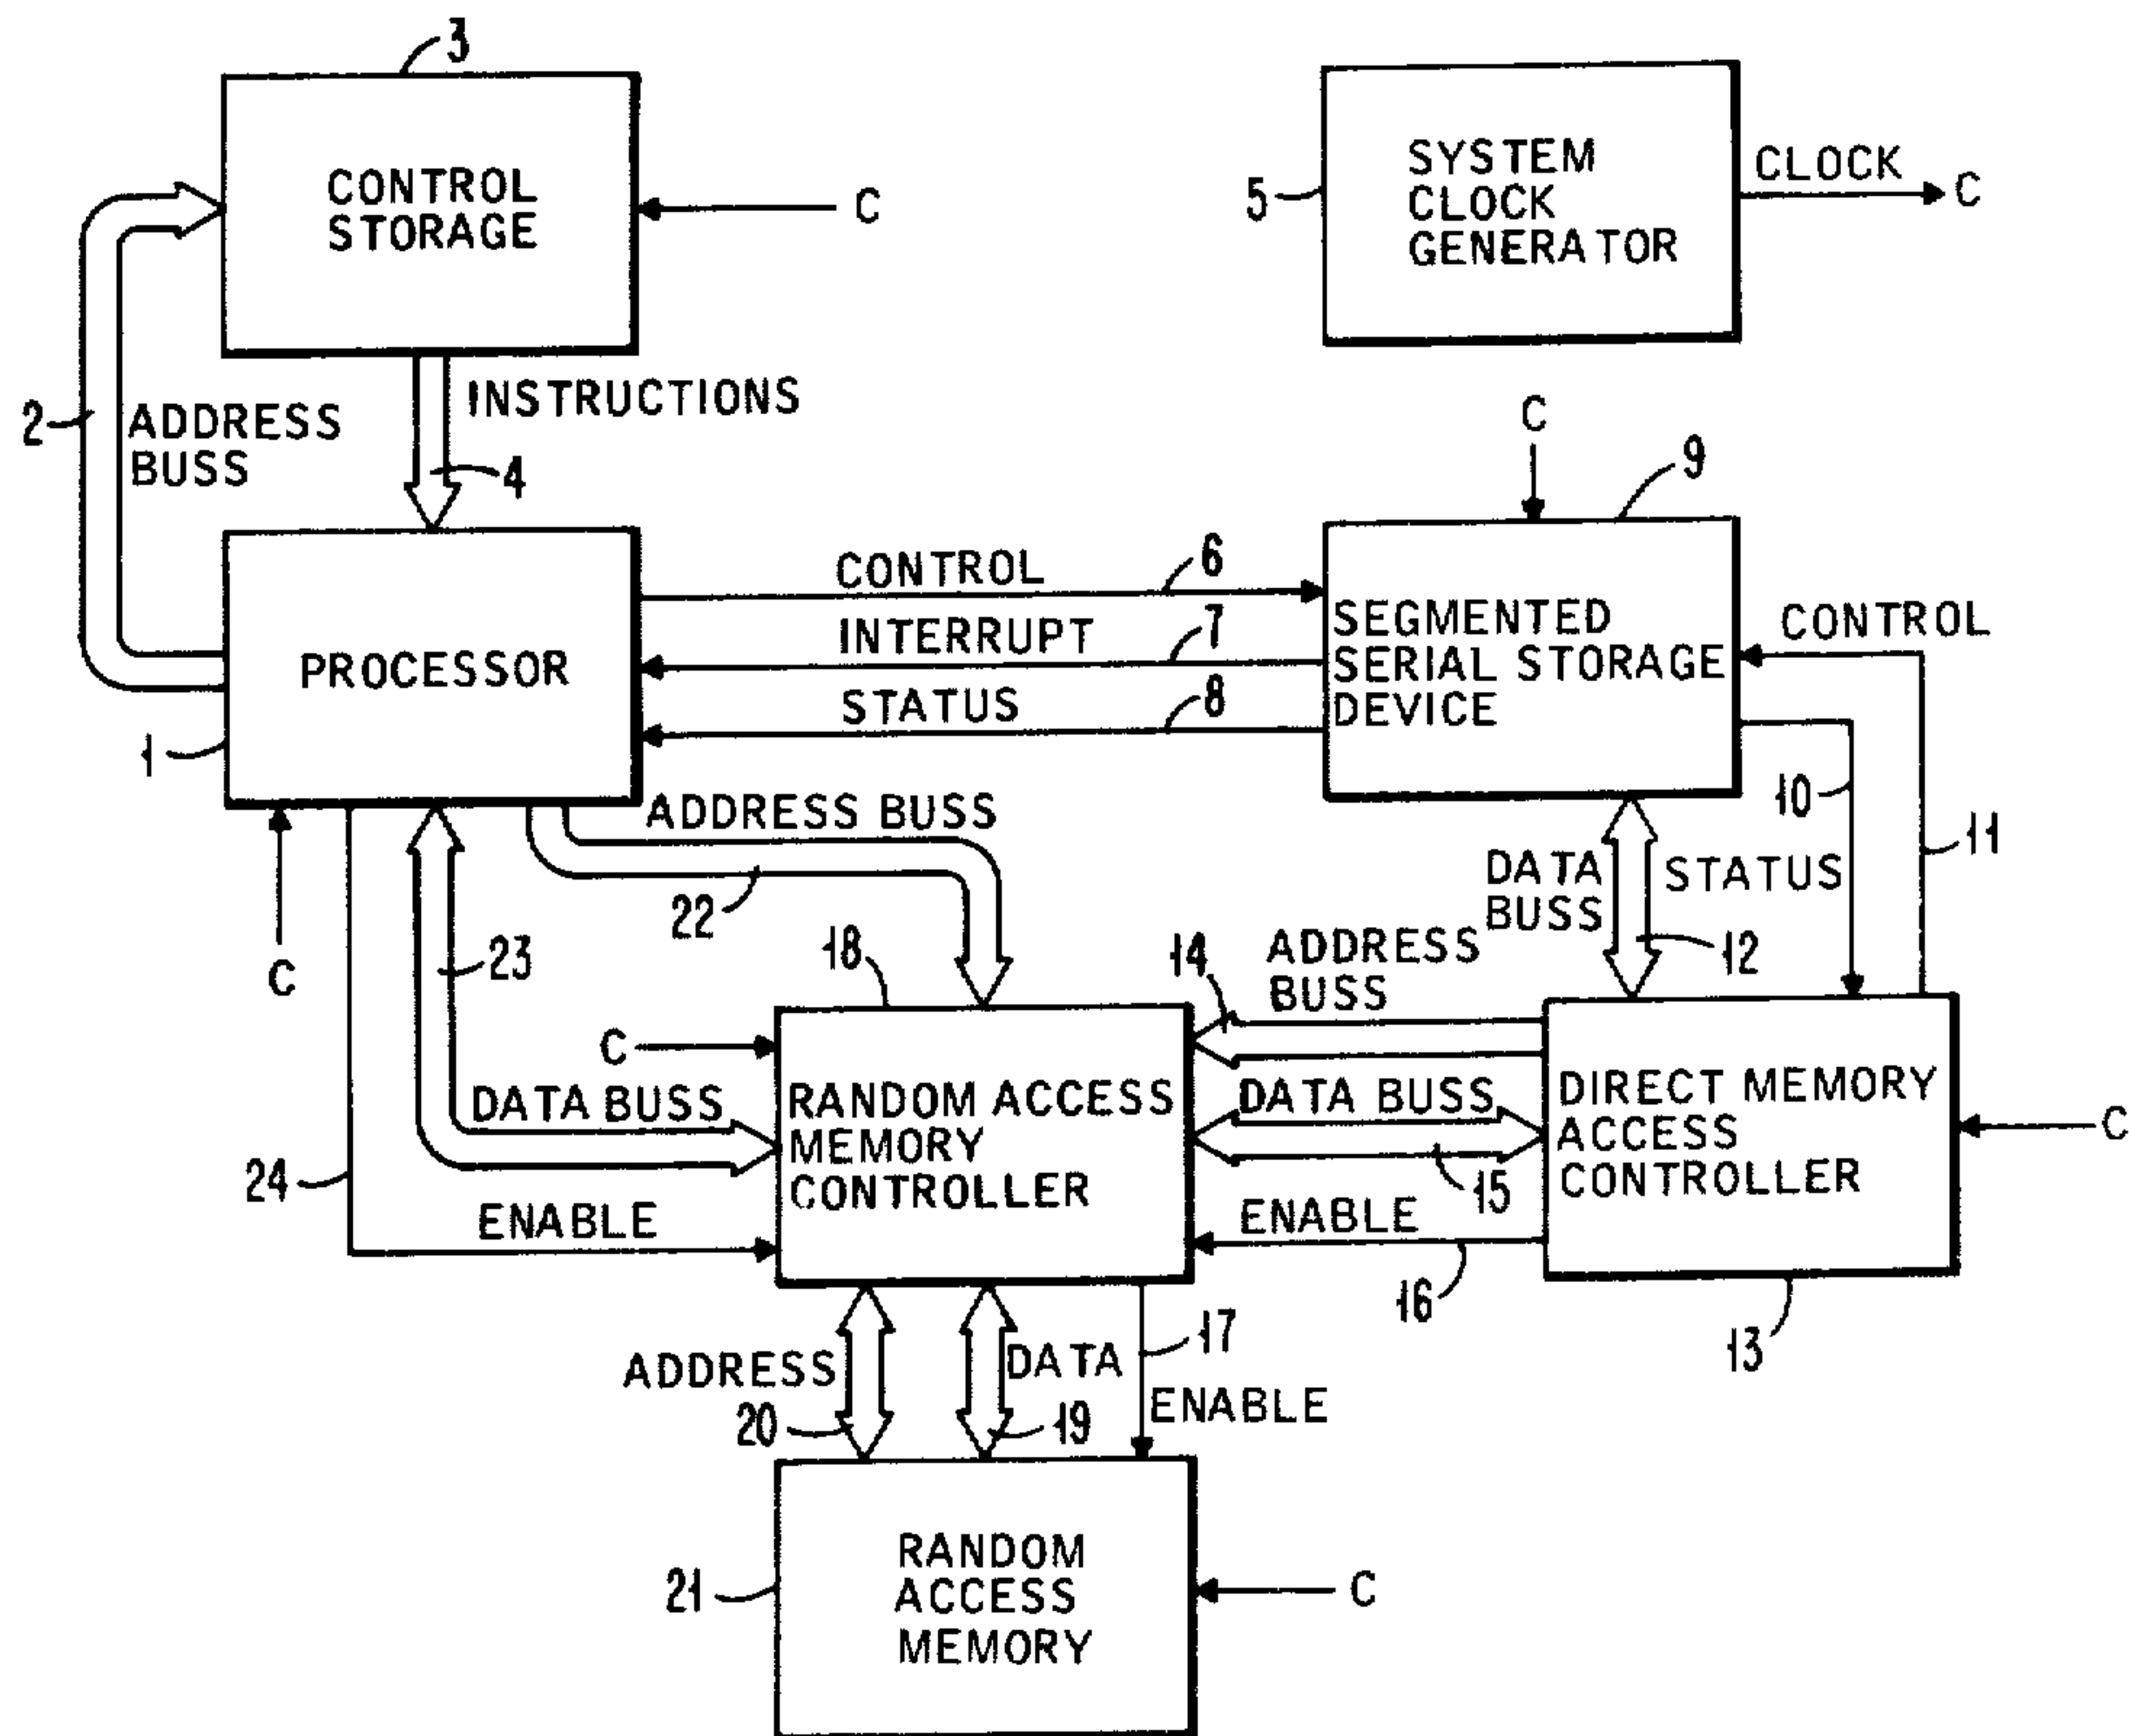 3
CONTROL
STORAGE
C
5
SYSTEM
CLOCK
GENERATOR
CLOCK
C
2
ADDRESS
BUSS
INSTRUCTIONS
4
C
9
PROCESSOR
1
C
CONTROL
6
INTERRUPT
7
STATUS
8
SEGMENTED
SERIAL STORAGE
DEVICE
CONTROL
10
11
ADDRESS BUSS
22
DATA
BUSS
STATUS
12
23
18
14
ADDRESS
BUSS
C
DATA BUSS
RANDOM ACCESS
MEMORY
CONTROLLER
DATA BUSS
15
DIRECT MEMORY
ACCESS
CONTROLLER
C
24
ENABLE
ENABLE
16
13
17
ADDRESS
20
DATA
19
ENABLE
21
RANDOM
ACCESS
MEMORY
C